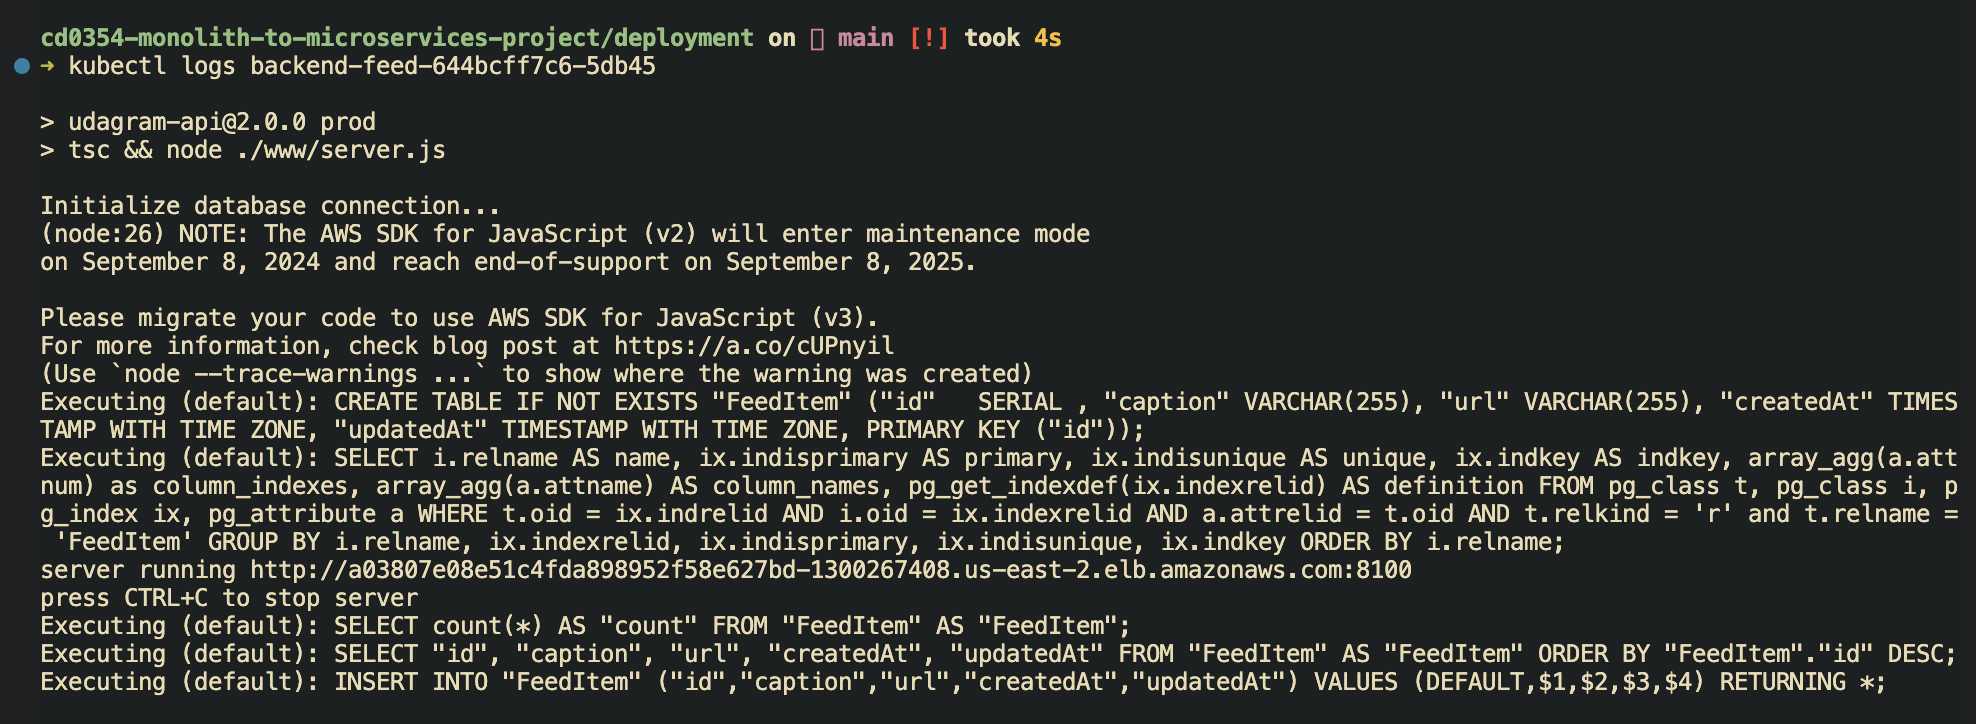 cd0354-monolith-to-microservices-project/deployment on main [!] took 4s
➜ kubectl logs backend-feed-644bcff7c6-5db45
> udagram-api@2.0.0 prod
> tsc && node ./www/server.js
Initialize database connection...
(node:26) NOTE: The AWS SDK for JavaScript (v2) will enter maintenance mode
on September 8, 2024 and reach end-of-support on September 8, 2025.
Please migrate your code to use AWS SDK for JavaScript (v3).
For more information, check blog post at https://a.co/cUPnyil
(Use `node --trace-warnings ...` to show where the warning was created)
Executing (default): CREATE TABLE IF NOT EXISTS "FeedItem" ("id"   SERIAL , "caption" VARCHAR(255), "url" VARCHAR(255), "createdAt" TIMES
TAMP WITH TIME ZONE, "updatedAt" TIMESTAMP WITH TIME ZONE, PRIMARY KEY ("id"));
Executing (default): SELECT i.relname AS name, ix.indisprimary AS primary, ix.indisunique AS unique, ix.indkey AS indkey, array_agg(a.att
num) as column_indexes, array_agg(a.attname) AS column_names, pg_get_indexdef(ix.indexrelid) AS definition FROM pg_class t, pg_class i, p
g_index ix, pg_attribute a WHERE t.oid = ix.indrelid AND i.oid = ix.indexrelid AND a.attrelid = t.oid AND t.relkind = 'r' and t.relname =
 'FeedItem' GROUP BY i.relname, ix.indexrelid, ix.indisprimary, ix.indisunique, ix.indkey ORDER BY i.relname;
server running http://a03807e08e51c4fda898952f58e627bd-1300267408.us-east-2.elb.amazonaws.com:8100
press CTRL+C to stop server
Executing (default): SELECT count(*) AS "count" FROM "FeedItem" AS "FeedItem";
Executing (default): SELECT "id", "caption", "url", "createdAt", "updatedAt" FROM "FeedItem" AS "FeedItem" ORDER BY "FeedItem"."id" DESC;
Executing (default): INSERT INTO "FeedItem" ("id","caption","url","createdAt","updatedAt") VALUES (DEFAULT,$1,$2,$3,$4) RETURNING *;